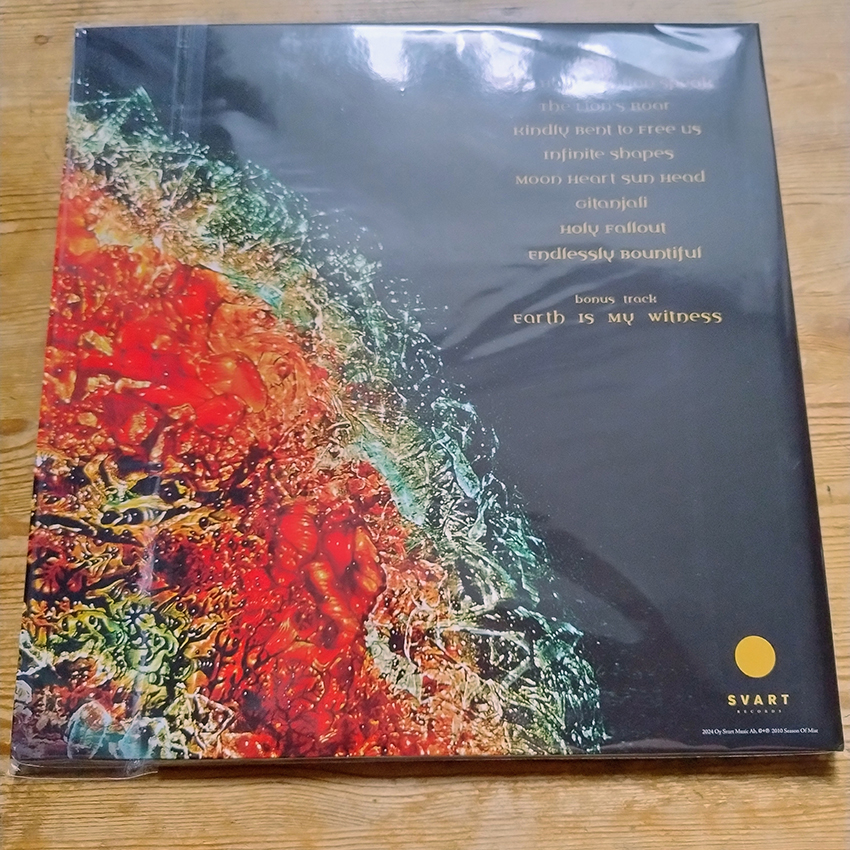 The Lion's Roar
Kindly Bent to Free Us
Infinite Shapes
Moon Heart Sun Head
Gitanjali
Holy Fallout
Endlessly Bountiful
bonus track
Earth Is My Witness
SVART
RECORDS
2024 Oy Svart Music Ab, ©+℗ 2010 Season Of Mist